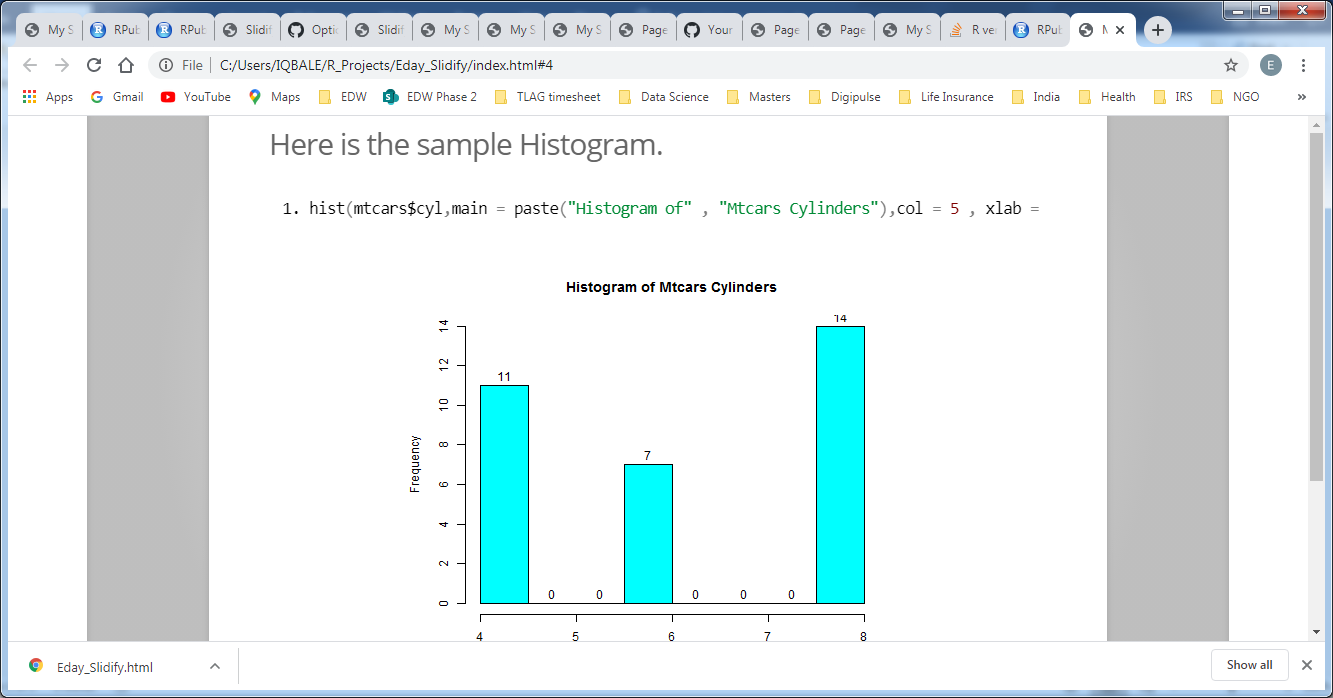 My S RPub RPub Slidif Optio Slidif My S My S My S Page Your Page Page My S R ver RPub M
File C:/Users/IQBALE/R_Projects/Eday_Slidify/index.html#4 E
Apps Gmail YouTube Maps EDW EDW Phase 2 TLAG timesheet Data Science Masters Digipulse Life Insurance India Health IRS NGO »
Here is the sample Histogram.
1. hist(mtcars$cyl,main = paste("Histogram of" , "Mtcars Cylinders"),col = 5 , xlab =
Histogram of Mtcars Cylinders
14
14
12
11
10
8
Frequency
7
6
4
2
0 0 0 0 0
0
4 5 6 7 8
Eday_Slidify.html
Show all